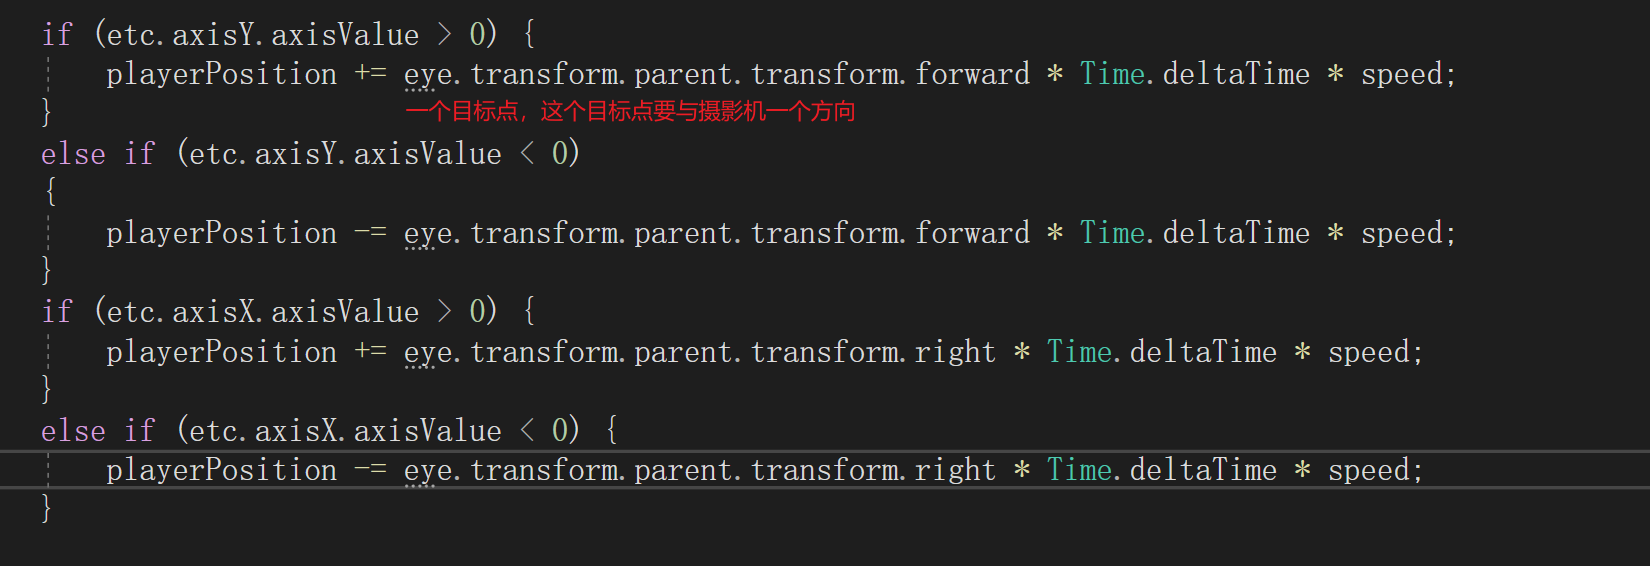 if (etc.axisY.axisValue > 0) {
playerPosition += eye.transform.parent.transform.forward * Time.deltaTime * speed;
}
一个目标点，这个目标点要与摄影机一个方向
else if (etc.axisY.axisValue < 0)
{
playerPosition -= eye.transform.parent.transform.forward * Time.deltaTime * speed;
}
if (etc.axisX.axisValue > 0) {
playerPosition += eye.transform.parent.transform.right * Time.deltaTime * speed;
}
else if (etc.axisX.axisValue < 0) {
playerPosition -= eye.transform.parent.transform.right * Time.deltaTime * speed;
}